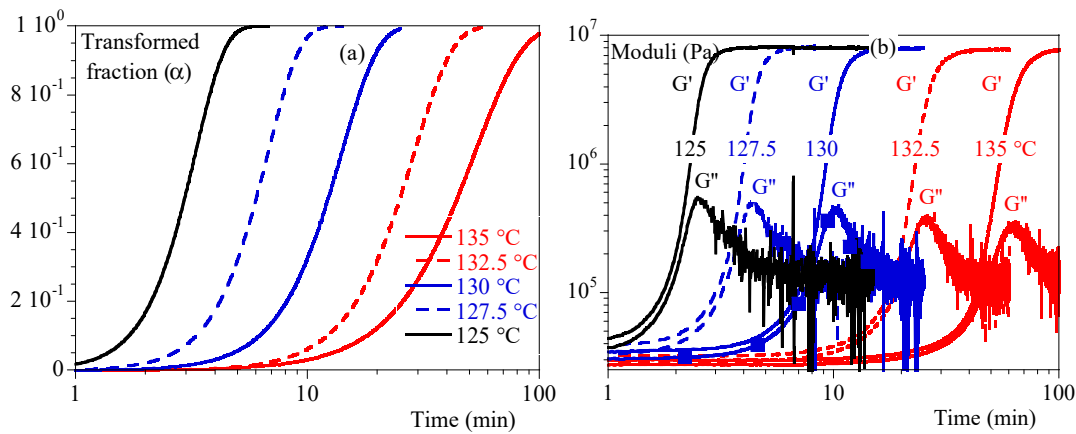 1 10⁰
Transformed
fraction (α)
(a)
8 10⁻¹
6 10⁻¹
4 10⁻¹
2 10⁻¹
0
135 °C
132.5 °C
130 °C
127.5 °C
125 °C
1
10
100
Time (min)
10⁷
Moduli (Pa)
(b)
G' G' G' G' G'
125 127.5 130 132.5 135 °C
10⁶
G" G" G" G" G"
10⁵
1
10
100
Time (min)